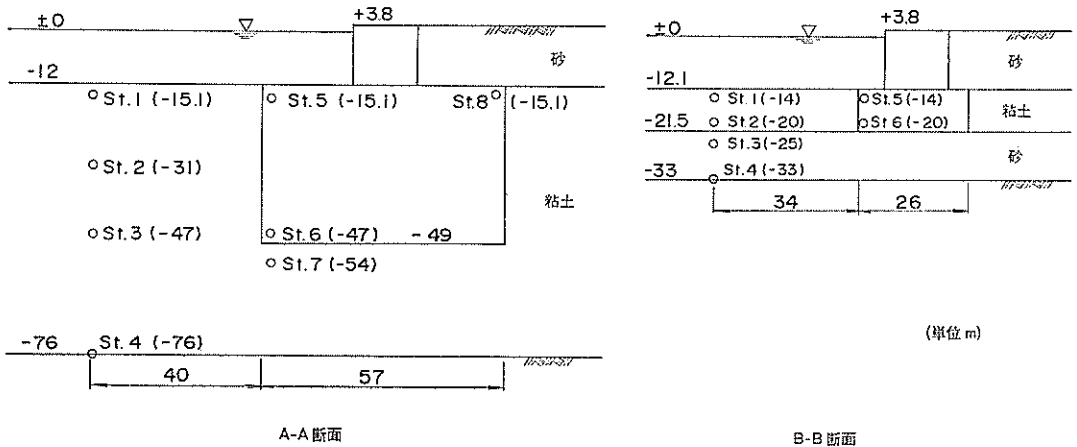 ±0
+3.8
砂
-12
St.1 (-15.1)
St.5 (-15.1)
St.8 (-15.1)
St.2 (-31)
粘土
St.3 (-47)
St.6 (-47)
-49
St.7 (-54)
-76
St.4 (-76)
40
57
A-A断面
±0
+3.8
砂
-12.1
St.1 (-14)
St.5 (-14)
粘土
St.2 (-20)
St.6 (-20)
-21.5
St.3 (-25)
砂
-33
St.4 (-33)
34
26
(単位 m)
B-B断面